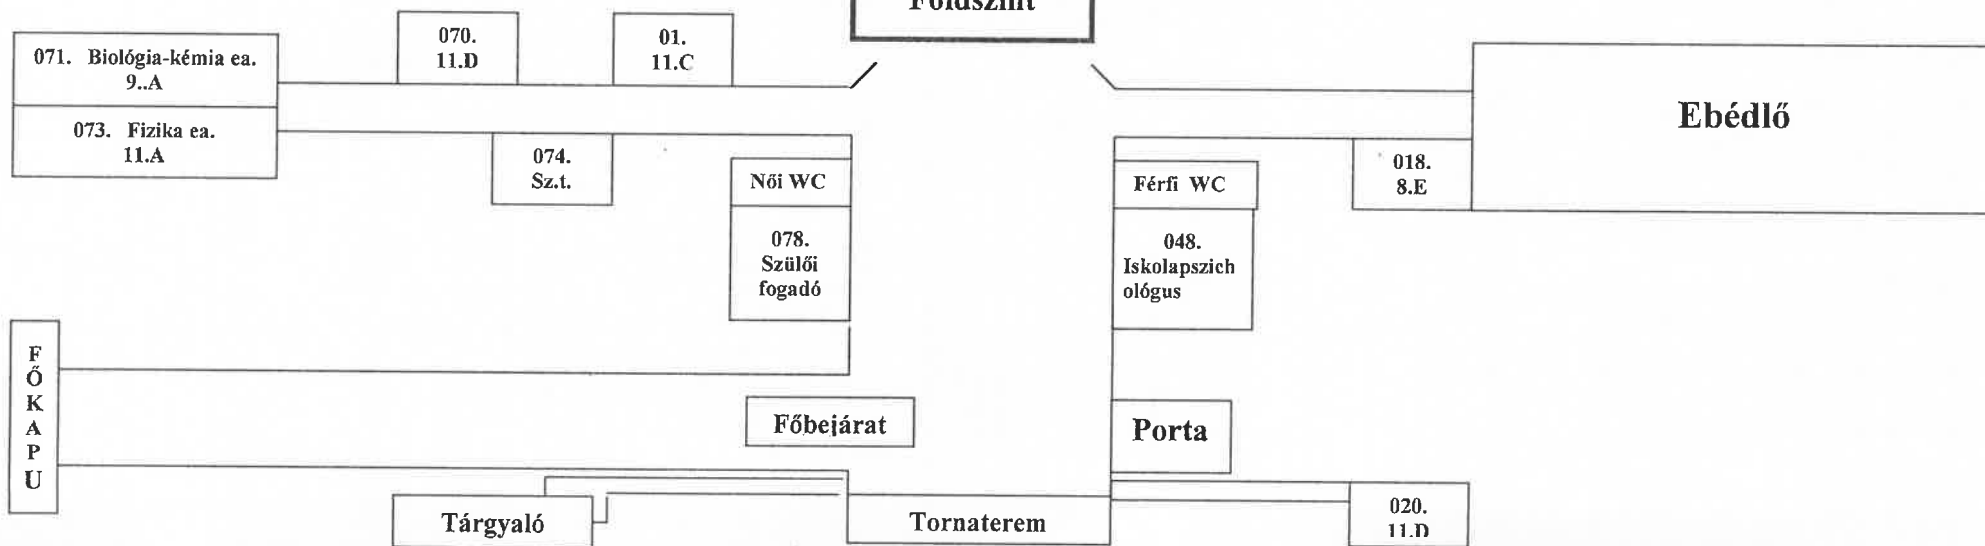 Földszint
071. Biológia-kémia ea.
9..A
070.
11.D
01.
11.C
Ebédlő
073. Fizika ea.
11.A
074.
Sz.t.
Női WC
Férfi WC
018.
8.E
078.
Szülői
fogadó
048.
Iskolapszich
ológus
F
Ő
K
A
P
U
Főbejárat
Porta
Tárgyaló
Tornaterem
020.
11.D